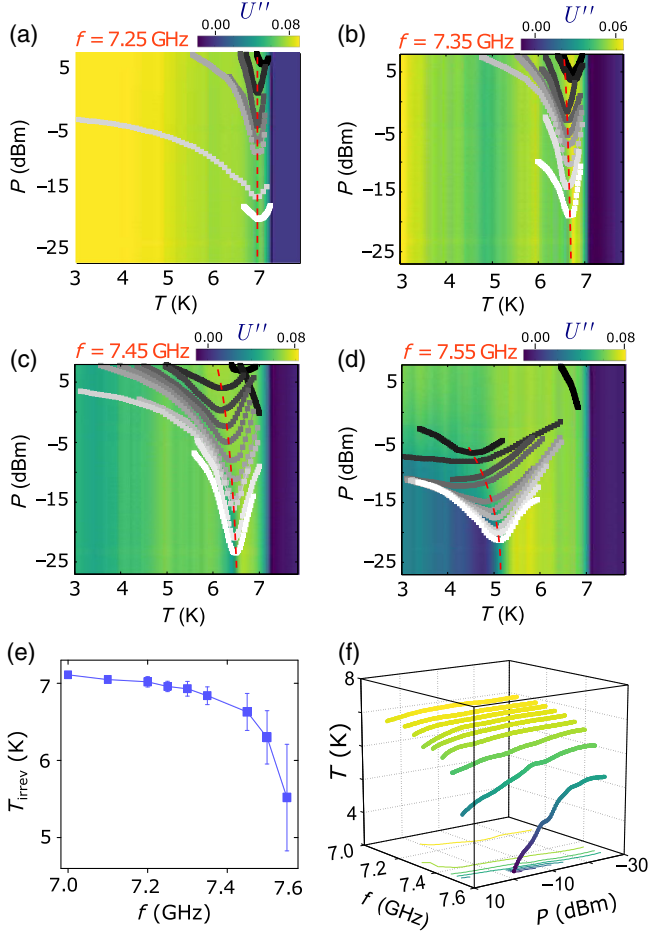 (a)
f = 7.25 GHz
U''
0.00 0.08
P (dBm)
5
−5
−15
−25
3 4 5 6 7
T (K)
(b)
f = 7.35 GHz
U''
0.00 0.06
P (dBm)
5
−5
−15
−25
3 4 5 6 7
T (K)
(c)
f = 7.45 GHz
U''
0.00 0.08
P (dBm)
5
−5
−15
−25
3 4 5 6 7
T (K)
(d)
f = 7.55 GHz
U''
0.00 0.08
P (dBm)
5
−5
−15
−25
3 4 5 6 7
T (K)
(e)
T irrev (K)
7
6
5
7.0 7.2 7.4 7.6
f (GHz)
(f)
T (K)
8
4
7.0
7.2
7.4
7.6
f (GHz)
10
−10
−30
P (dBm)